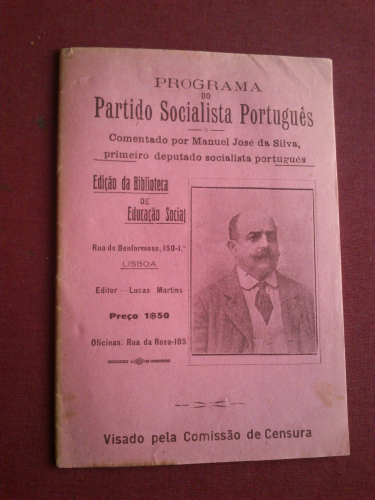 PROGRAMA
DO
Partido Socialista Português
Comentado por Manuel José da Silva,
primeiro deputado socialista português
Edição da Biblioteca
DE
Educação Social
Rua do Benformoso, 150-1.º
LISBOA
Editor—Lucas Martins
Preço 1$50
Oficinas: Rua da Rosa-105
Visado pela Comissão de Censura